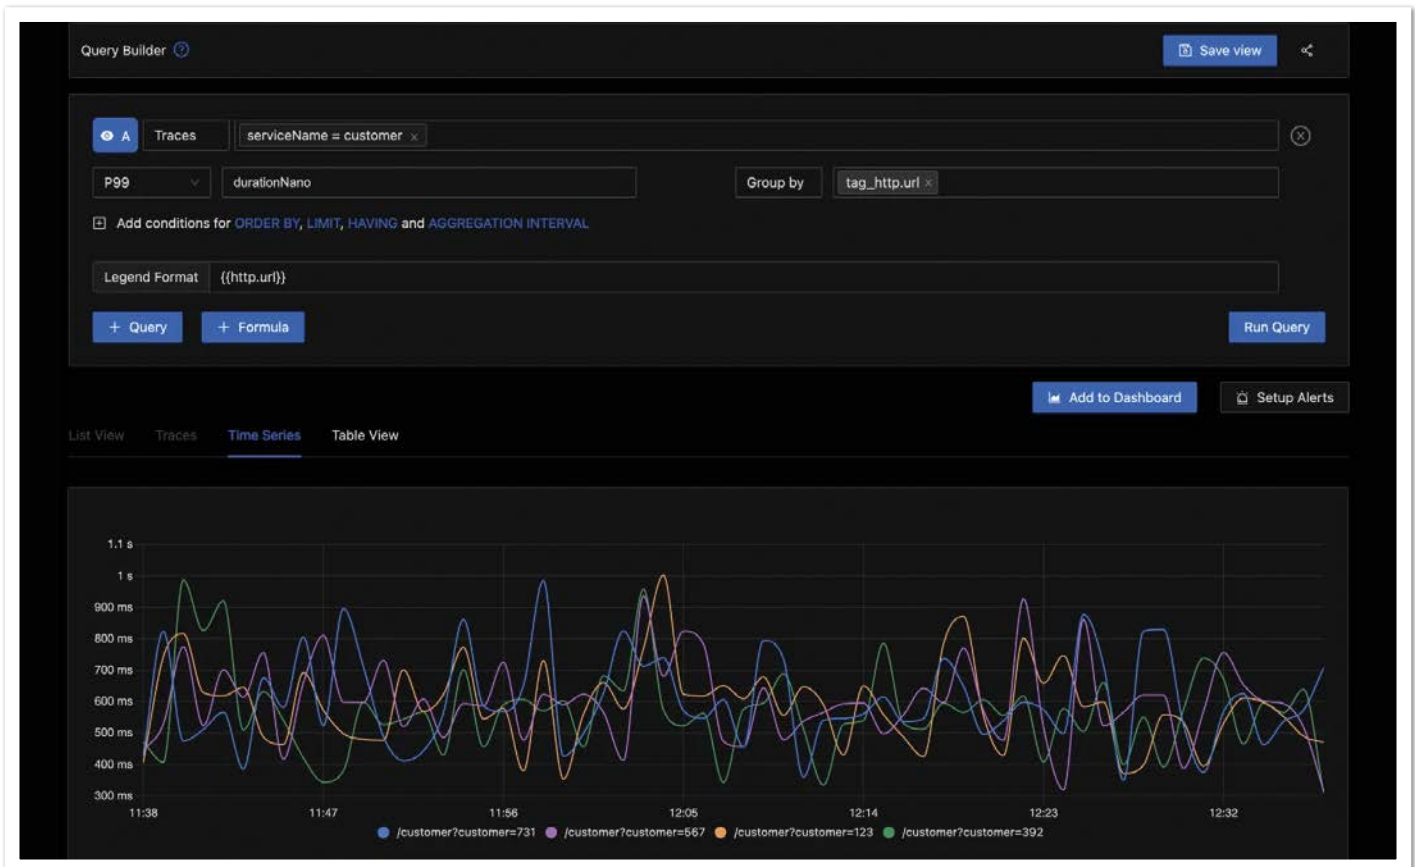 Query Builder ?
Save view
A Traces serviceName = customer ×
P99 durationNano Group by tag_http.url ×
Add conditions for ORDER BY, LIMIT, HAVING and AGGREGATION INTERVAL
Legend Format {{http.url}}
+ Query + Formula Run Query
Add to Dashboard Setup Alerts
List View Traces Time Series Table View
1.1 s
1 s
900 ms
800 ms
700 ms
600 ms
500 ms
400 ms
300 ms
11:38 11:47 11:56 12:05 12:14 12:23 12:32
/customer?customer=731 /customer?customer=567 /customer?customer=123 /customer?customer=392